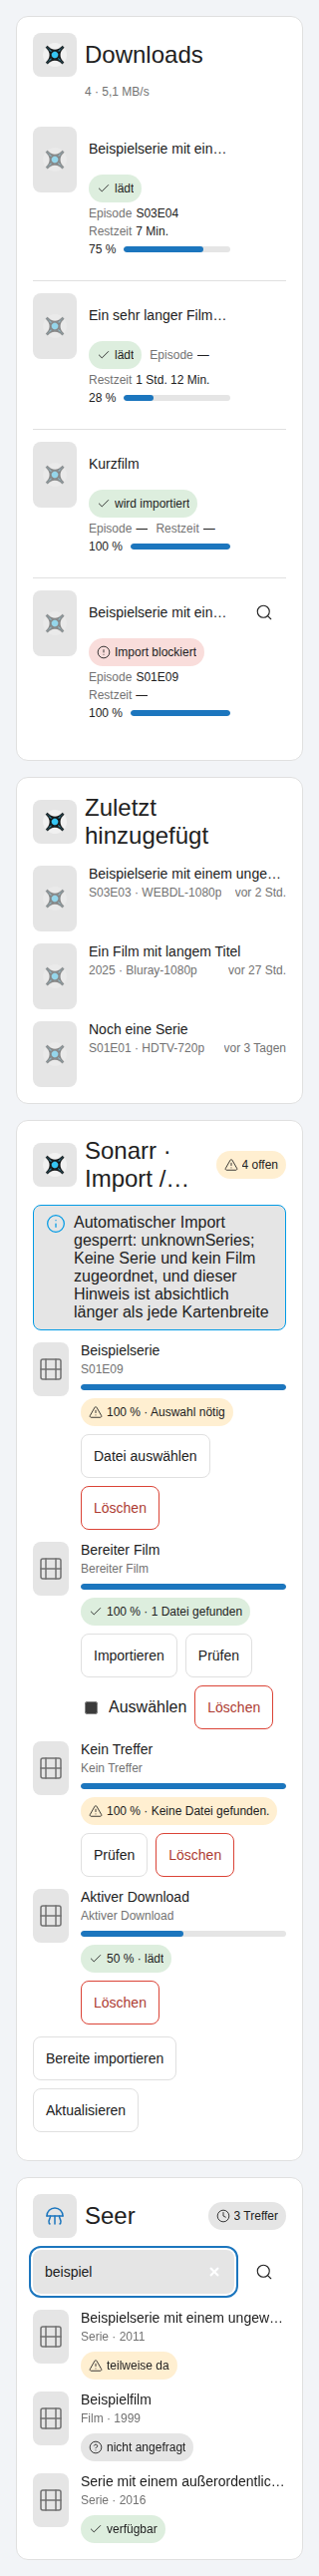 Downloads
4 · 5,1 MB/s
Beispielserie mit ein…
lädt
Episode S03E04
Restzeit 7 Min.
75 %
Ein sehr langer Film…
lädt Episode —
Restzeit 1 Std. 12 Min.
28 %
Kurzfilm
wird importiert
Episode — Restzeit —
100 %
Beispielserie mit ein…
Import blockiert
Episode S01E09
Restzeit —
100 %
Zuletzt
hinzugefügt
Beispielserie mit einem unge…
S03E03 · WEBDL-1080p vor 2 Std.
Ein Film mit langem Titel
2025 · Bluray-1080p vor 27 Std.
Noch eine Serie
S01E01 · HDTV-720p vor 3 Tagen
Sonarr ·
Import /…
4 offen
Automatischer Import
gesperrt: unknownSeries;
Keine Serie und kein Film
zugeordnet, und dieser
Hinweis ist absichtlich
länger als jede Kartenbreite
Beispielserie
S01E09
100 % · Auswahl nötig
Datei auswählen
Löschen
Bereiter Film
Bereiter Film
100 % · 1 Datei gefunden
Importieren Prüfen
Auswählen Löschen
Kein Treffer
Kein Treffer
100 % · Keine Datei gefunden.
Prüfen Löschen
Aktiver Download
Aktiver Download
50 % · lädt
Löschen
Bereite importieren
Aktualisieren
Seer
3 Treffer
beispiel
Beispielserie mit einem ungew…
Serie · 2011
teilweise da
Beispielfilm
Film · 1999
nicht angefragt
Serie mit einem außerordentlic…
Serie · 2016
verfügbar